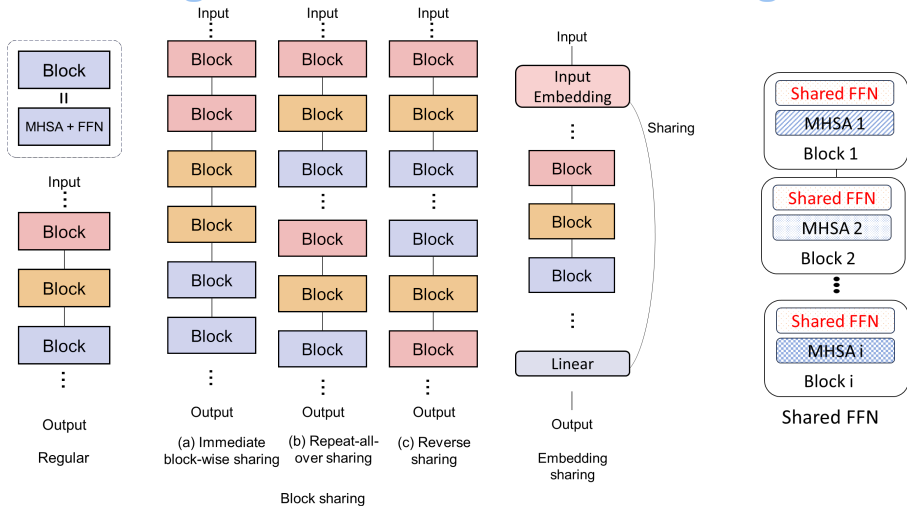 Block
=
MHSA + FFN
Input
Block
Block
Block
Output
Regular
Input
Block
Block
Block
Block
Block
Block
Output
(a) Immediate
block-wise sharing
Input
Block
Block
Block
Block
Block
Block
Output
(b) Repeat-all-
over sharing
Input
Block
Block
Block
Block
Block
Block
Output
(c) Reverse
sharing
Block sharing
Input
Input
Embedding
Sharing
Block
Block
Block
Linear
Output
Embedding
sharing
Shared FFN
MHSA 1
Block 1
Shared FFN
MHSA 2
Block 2
Shared FFN
MHSA i
Block i
Shared FFN